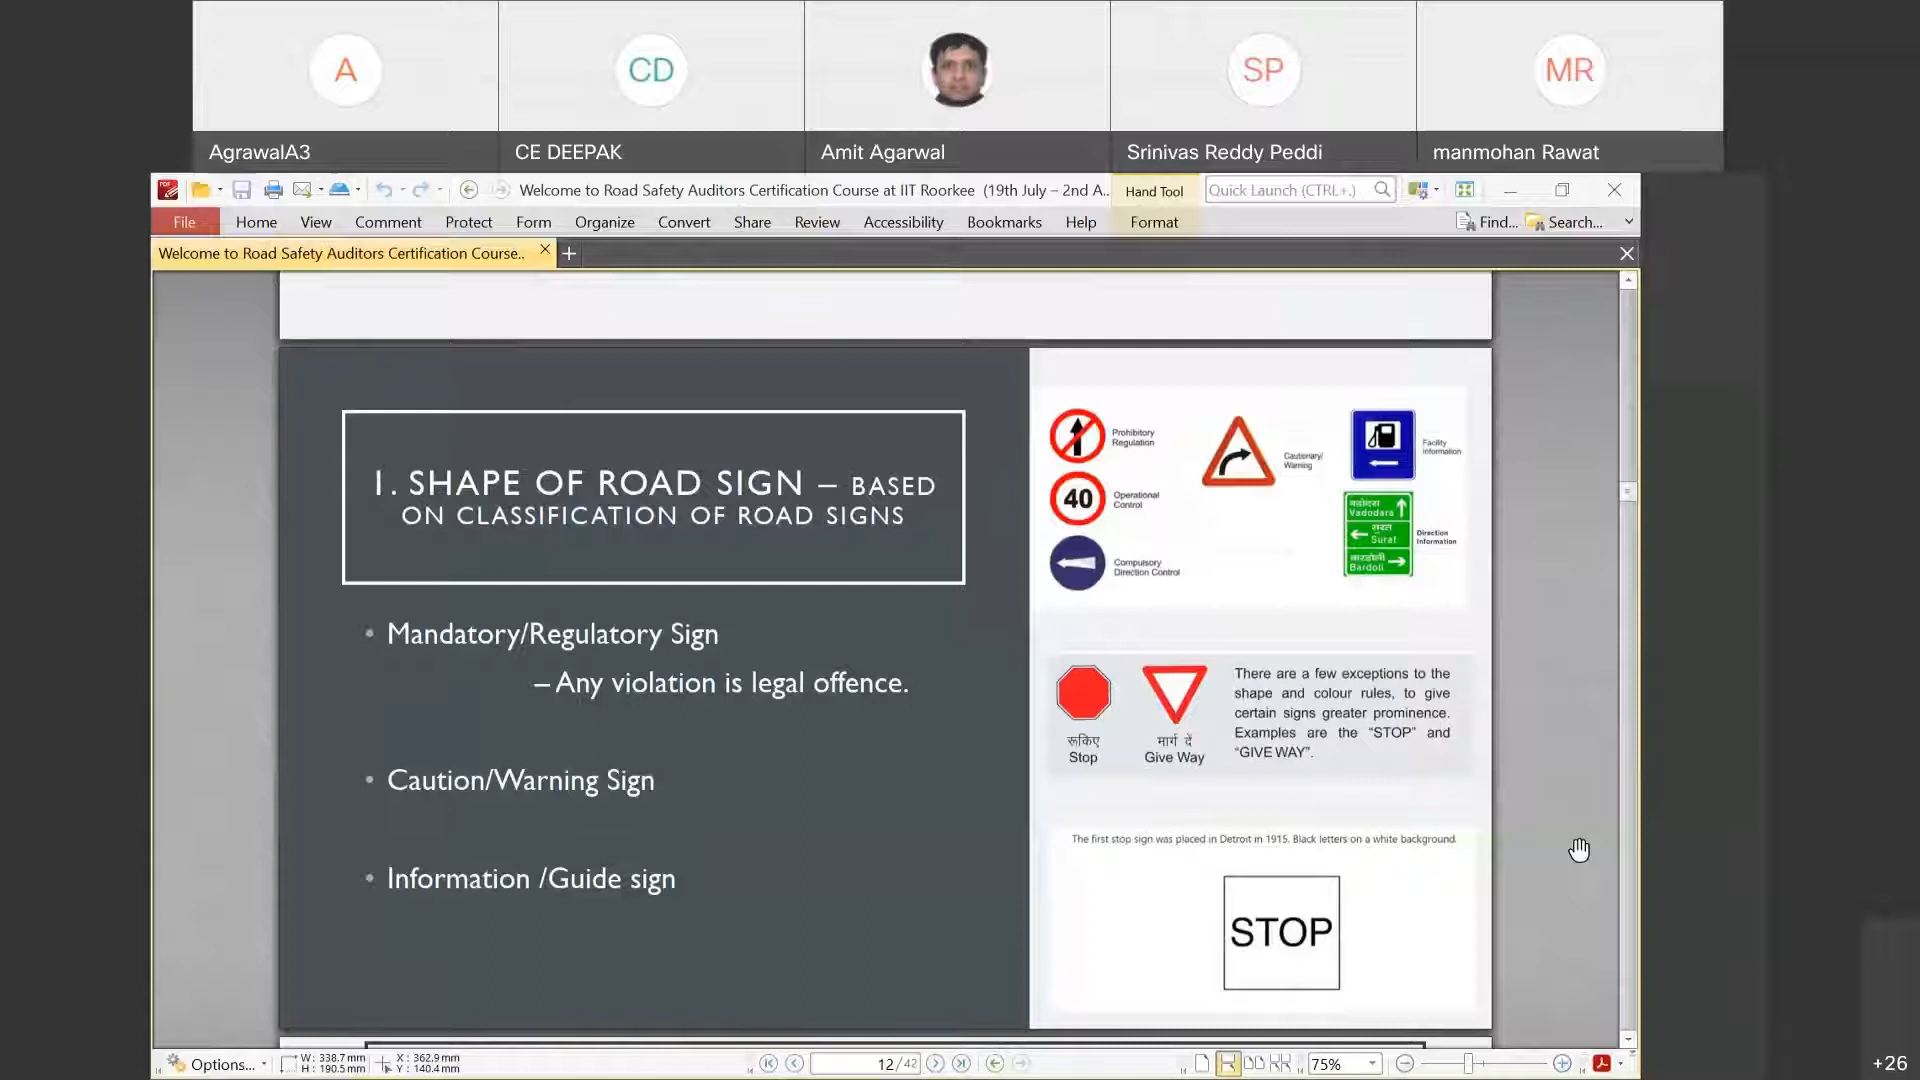 A
CD
SP
MR
AgrawalA3
CE DEEPAK
Amit Agarwal
Srinivas Reddy Peddi
manmohan Rawat
Welcome to Road Safety Auditors Certification Course at IIT Roorkee (19th July – 2nd A..
Hand Tool
Quick Launch (CTRL+.)
File
Home
View
Comment
Protect
Form
Organize
Convert
Share
Review
Accessibility
Bookmarks
Help
Format
Find...
Search...
Welcome to Road Safety Auditors Certification Course..
1. SHAPE OF ROAD SIGN – BASED
ON CLASSIFICATION OF ROAD SIGNS
• Mandatory/Regulatory Sign
– Any violation is legal offence.
• Caution/Warning Sign
• Information /Guide sign
Prohibitory
Regulation
40
Operational
Control
Compulsory
Direction Control
Cautionary/
Warning
Facility
Information
वडोदरा
Vadodara
सूरत
Surat
बारडोली
Bardoli
Direction
Information
रूकिए
Stop
मार्ग दें
Give Way
There are a few exceptions to the
shape and colour rules, to give
certain signs greater prominence.
Examples are the “STOP” and
“GIVE WAY”.
The first stop sign was placed in Detroit in 1915. Black letters on a white background.
STOP
Options...
W: 338.7 mm
H: 190.5 mm
X: 362.9 mm
Y: 140.4 mm
12 / 42
75%
+26